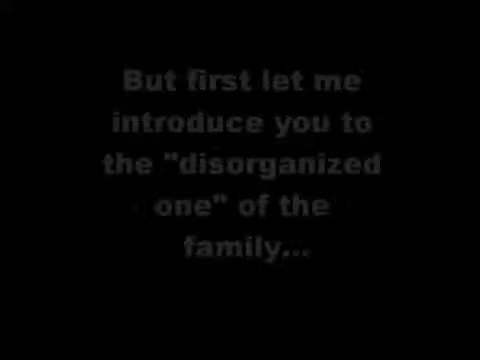 But first let me
introduce you to
the "disorganized
one" of the
family...